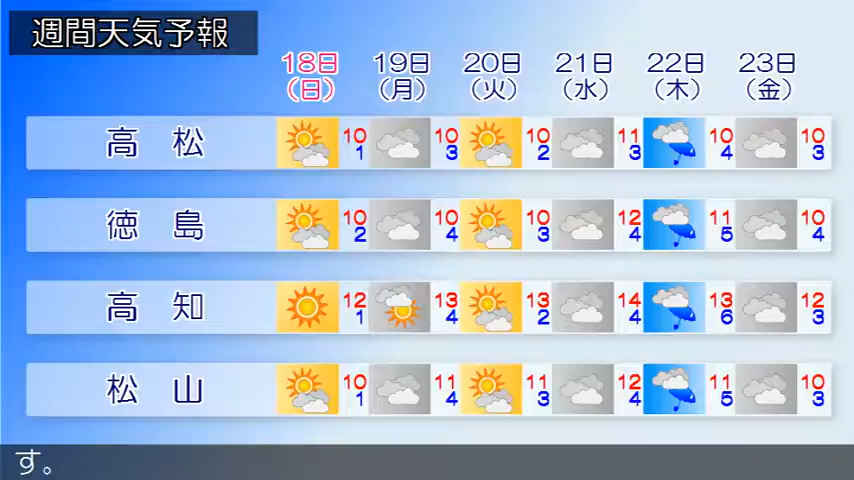 週間天気予報
18日 19日 20日 21日 22日 23日
(日) (月) (火) (水) (木) (金)
高松 10 1 10 3 10 2 11 3 10 4 10 3
徳島 10 2 10 4 10 3 12 4 11 5 10 4
高知 12 1 13 4 13 2 14 4 13 6 12 3
松山 10 1 11 4 11 3 12 4 11 5 10 3
す。